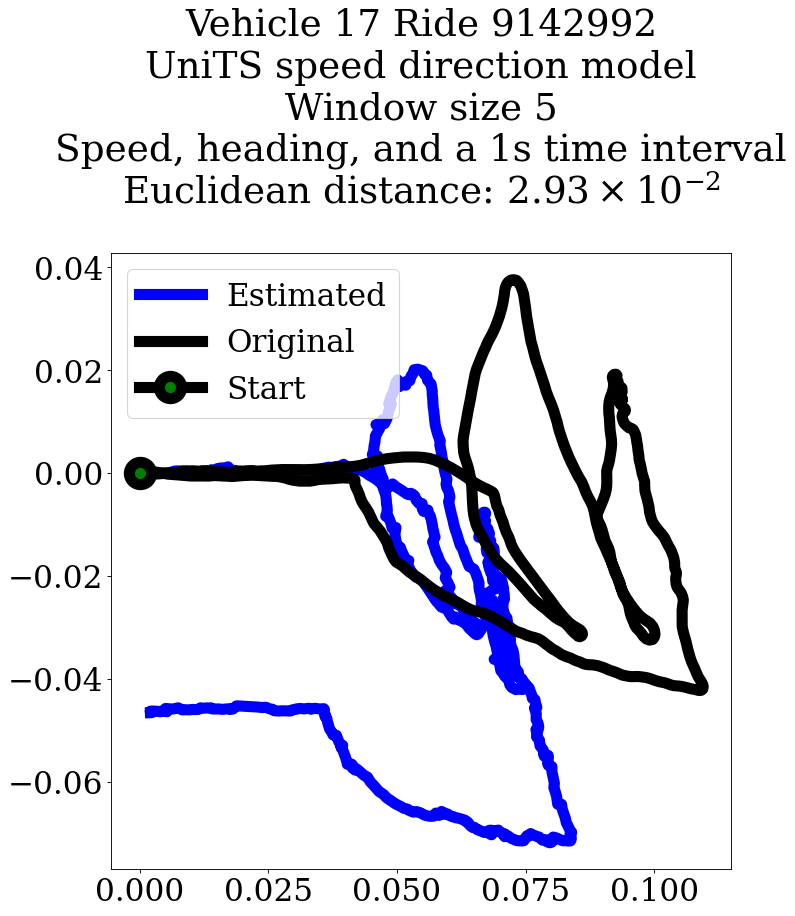 Vehicle 17 Ride 9142992
UniTS speed direction model
Window size 5
Speed, heading, and a 1s time interval
Euclidean distance: 2.93 × 10⁻²
0.04
0.02
0.00
−0.02
−0.04
−0.06
Estimated
Original
Start
0.000 0.025 0.050 0.075 0.100